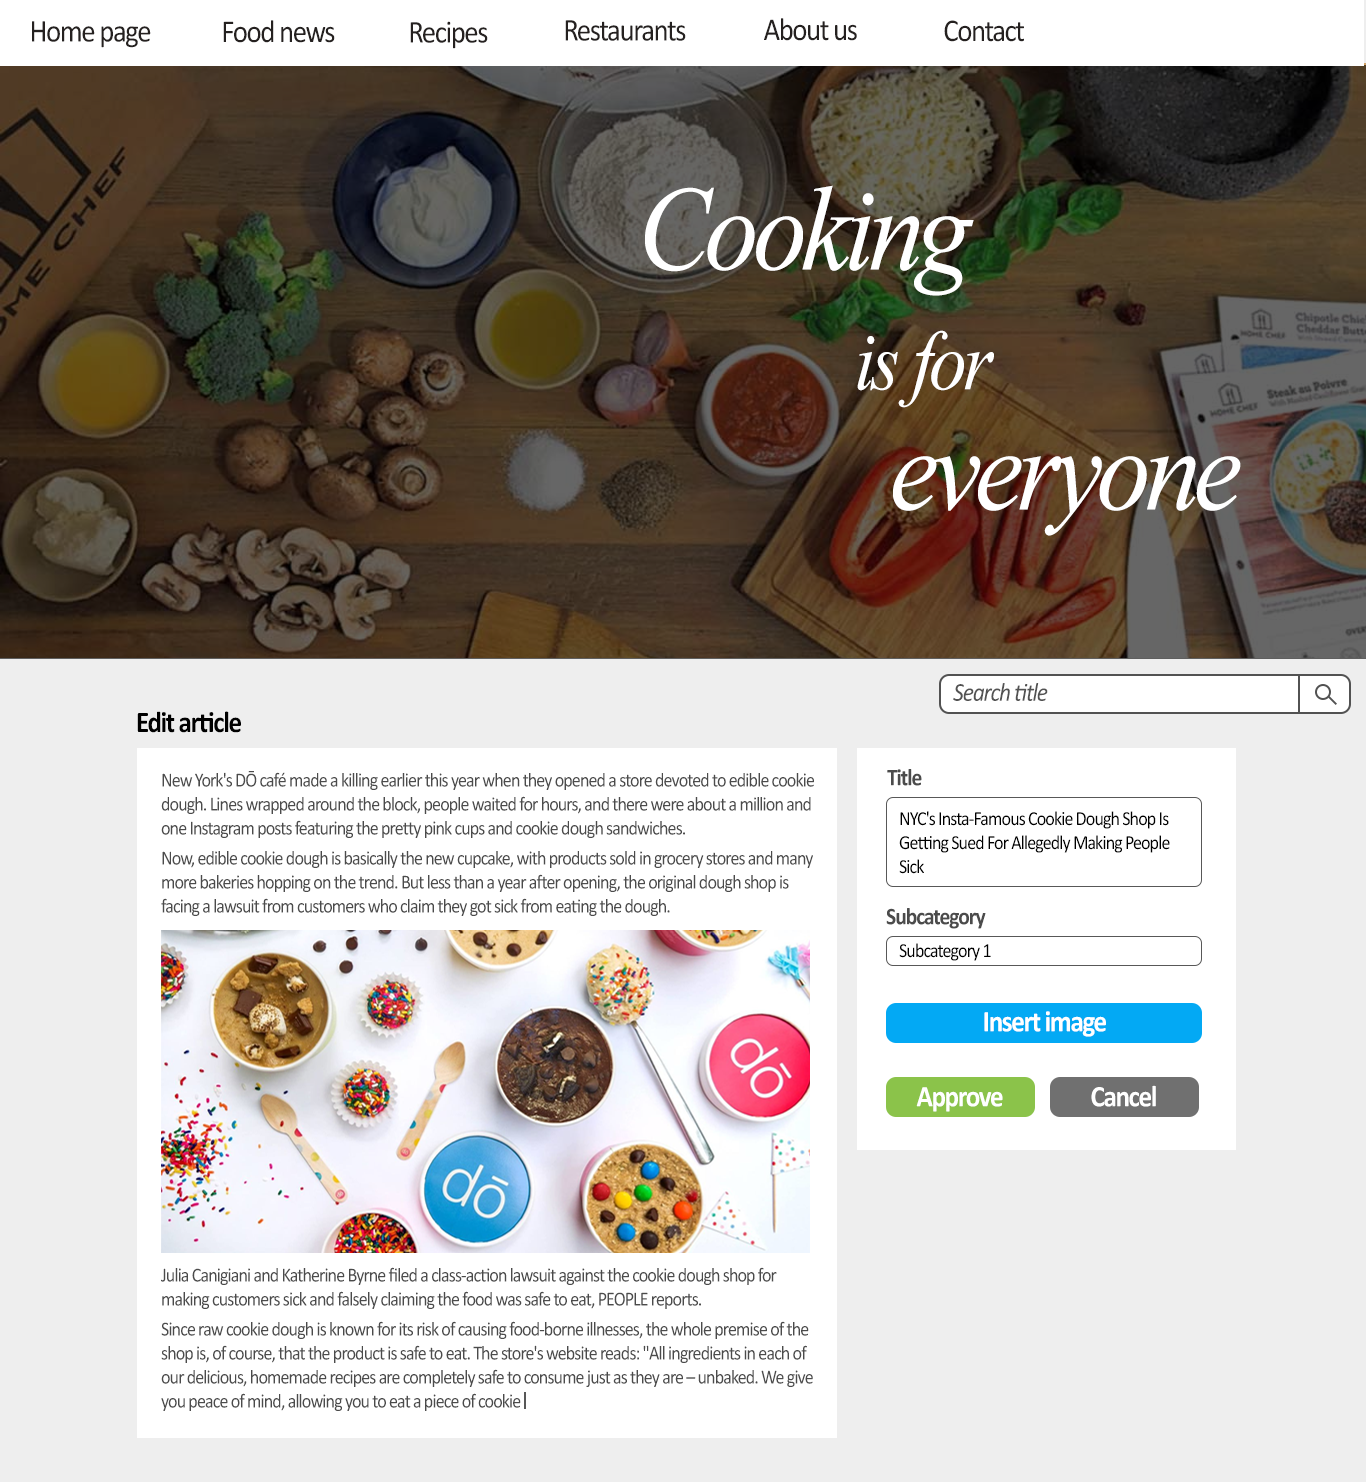 Home page
Food news
Recipes
Restaurants
About us
Contact
HOME CHEF
Cooking
is for
everyone
HOME CHEF
Chipotle
Cheddar
HOME CHEF
Steak au Poivre
Search title
Edit article
New York's DŌ café made a killing earlier this year when they opened a store devoted to edible cookie
dough. Lines wrapped around the block, people waited for hours, and there were about a million and
one Instagram posts featuring the pretty pink cups and cookie dough sandwiches.
Now, edible cookie dough is basically the new cupcake, with products sold in grocery stores and many
more bakeries hopping on the trend. But less than a year after opening, the original dough shop is
facing a lawsuit from customers who claim they got sick from eating the dough.
dō
dō
Julia Canigiani and Katherine Byrne filed a class-action lawsuit against the cookie dough shop for
making customers sick and falsely claiming the food was safe to eat, PEOPLE reports.
Since raw cookie dough is known for its risk of causing food-borne illnesses, the whole premise of the
shop is, of course, that the product is safe to eat. The store's website reads: "All ingredients in each of
our delicious, homemade recipes are completely safe to consume just as they are – unbaked. We give
you peace of mind, allowing you to eat a piece of cookie
Title
NYC's Insta-Famous Cookie Dough Shop Is
Getting Sued For Allegedly Making People
Sick
Subcategory
Subcategory 1
Insert image
Approve
Cancel